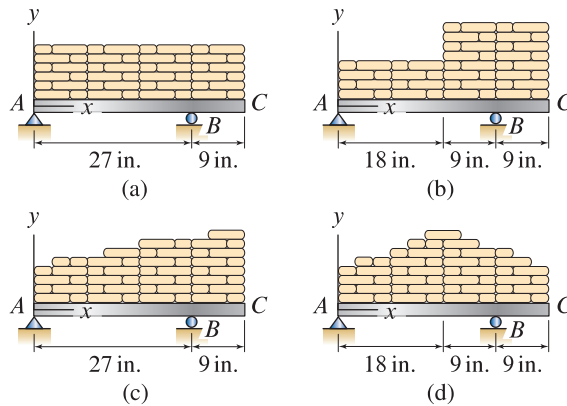 y
A
x
C
B
27 in.
9 in.
(a)
y
A
x
C
B
18 in.
9 in.
9 in.
(b)
y
A
x
C
B
27 in.
9 in.
(c)
y
A
x
C
B
18 in.
9 in.
9 in.
(d)